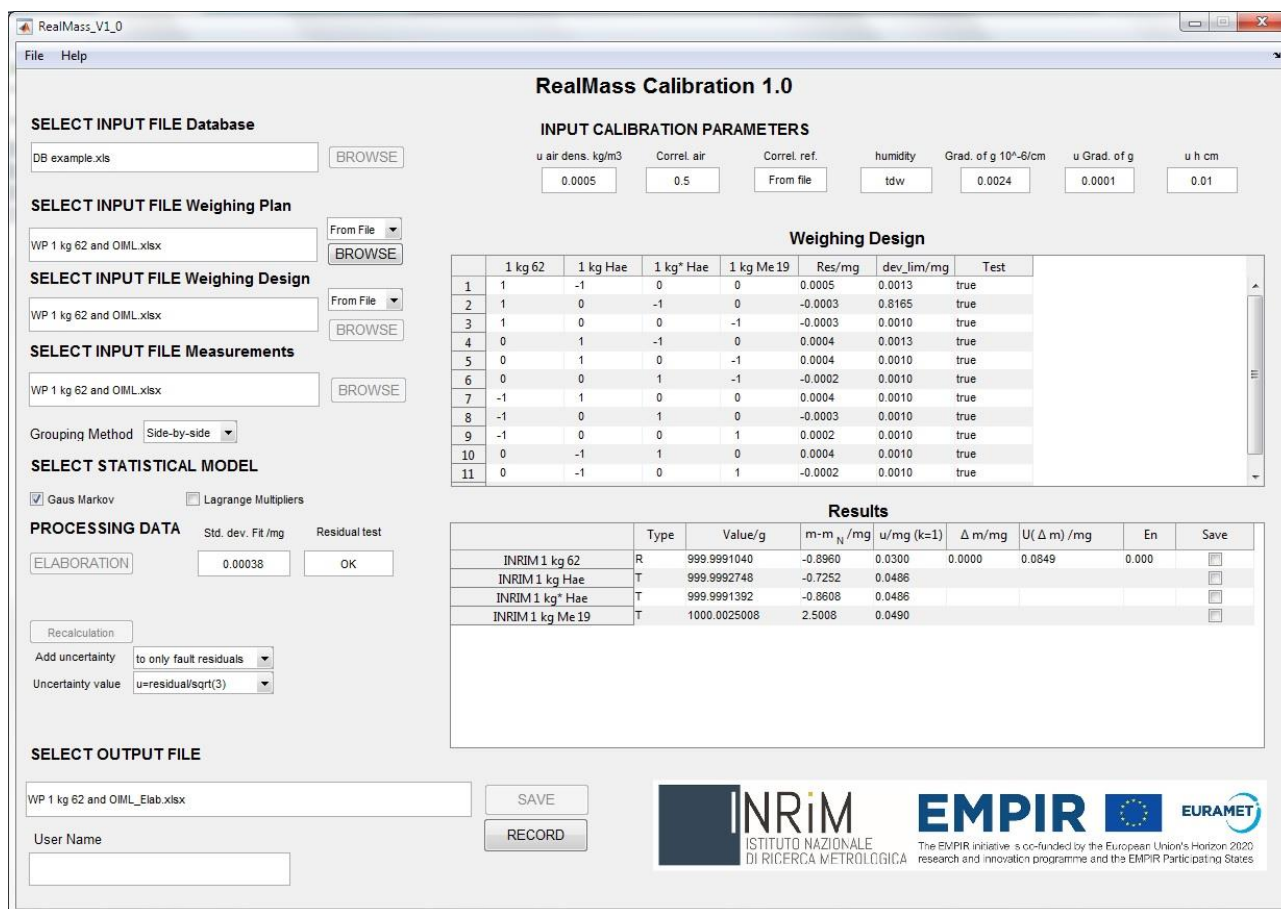 RealMass_V1_0
File Help
RealMass Calibration 1.0
SELECT INPUT FILE Database
DB example.xls
BROWSE
SELECT INPUT FILE Weighing Plan
From File
WP 1 kg 62 and OIML.xlsx
BROWSE
SELECT INPUT FILE Weighing Design
From File
WP 1 kg 62 and OIML.xlsx
BROWSE
SELECT INPUT FILE Measurements
WP 1 kg 62 and OIML.xlsx
BROWSE
Grouping Method Side-by-side
SELECT STATISTICAL MODEL
Gaus Markov Lagrange Multipliers
PROCESSING DATA Std. dev. Fit /mg Residual test
ELABORATION 0.00038 OK
Recalculation
Add uncertainty to only fault residuals
Uncertainty value u=residual/sqrt(3)
SELECT OUTPUT FILE
WP 1 kg 62 and OIML_Elab.xlsx
SAVE
RECORD
User Name
INPUT CALIBRATION PARAMETERS
u air dens. kg/m3 Correl. air Correl. ref. humidity Grad. of g 10^-6/cm u Grad. of g u h cm
0.0005 0.5 From file tdw 0.0024 0.0001 0.01
Weighing Design
1 kg 62 1 kg Hae 1 kg* Hae 1 kg Me 19 Res/mg dev_lim/mg Test
1 1 -1 0 0 0.0005 0.0013 true
2 1 0 -1 0 -0.0003 0.8165 true
3 1 0 0 -1 -0.0003 0.0010 true
4 0 1 -1 0 0.0004 0.0013 true
5 0 1 0 -1 0.0004 0.0010 true
6 0 0 1 -1 -0.0002 0.0010 true
7 -1 1 0 0 0.0004 0.0010 true
8 -1 0 1 0 -0.0003 0.0010 true
9 -1 0 0 1 0.0002 0.0010 true
10 0 -1 1 0 0.0004 0.0010 true
11 0 -1 0 1 -0.0002 0.0010 true
Results
Type Value/g m-m N /mg u/mg (k=1) Δ m/mg U( Δ m) /mg En Save
INRIM 1 kg 62 R 999.9991040 -0.8960 0.0300 0.0000 0.0849 0.000
INRIM 1 kg Hae T 999.9992748 -0.7252 0.0486
INRIM 1 kg* Hae T 999.9991392 -0.8608 0.0486
INRIM 1 kg Me 19 T 1000.0025008 2.5008 0.0490
INRiM
ISTITUTO NAZIONALE
DI RICERCA METROLOGICA
EMPIR
EURAMET
The EMPIR initiative is co-funded by the European Union's Horizon 2020
research and innovation programme and the EMPIR Participating States